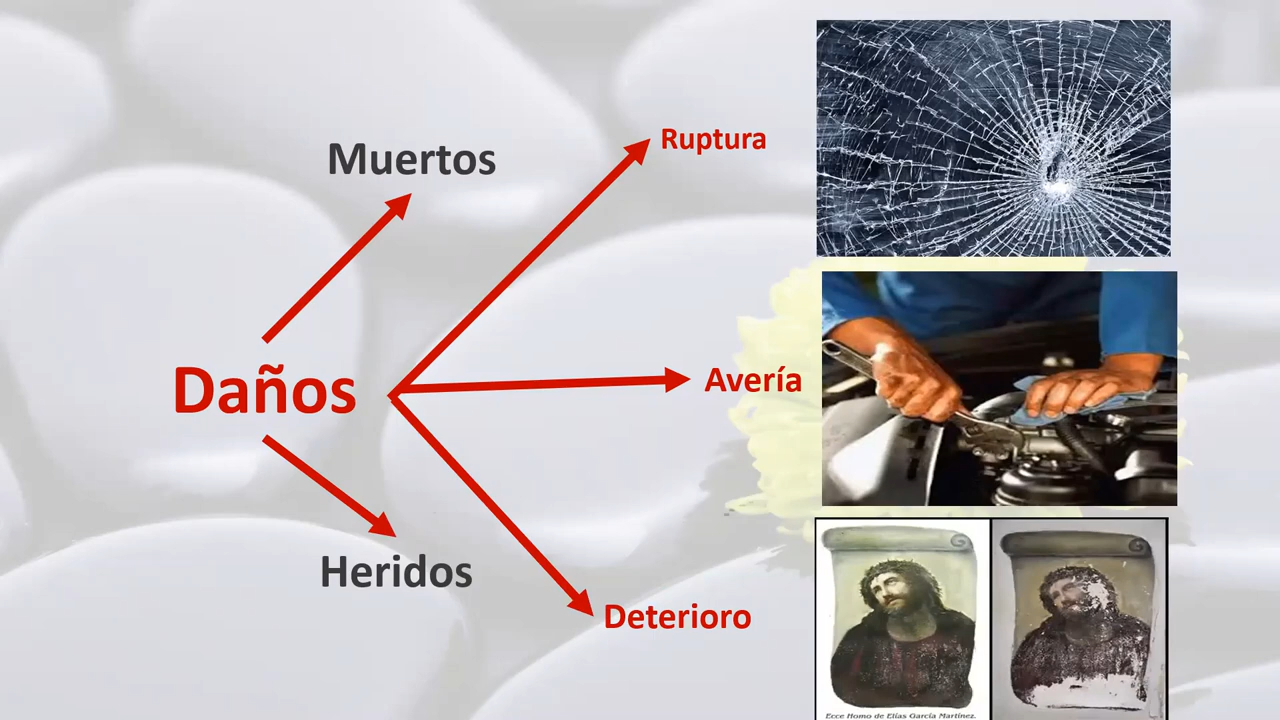 Muertos
Ruptura
Daños
Avería
Heridos
Deterioro
Ecce Homo de Elías García Martínez.